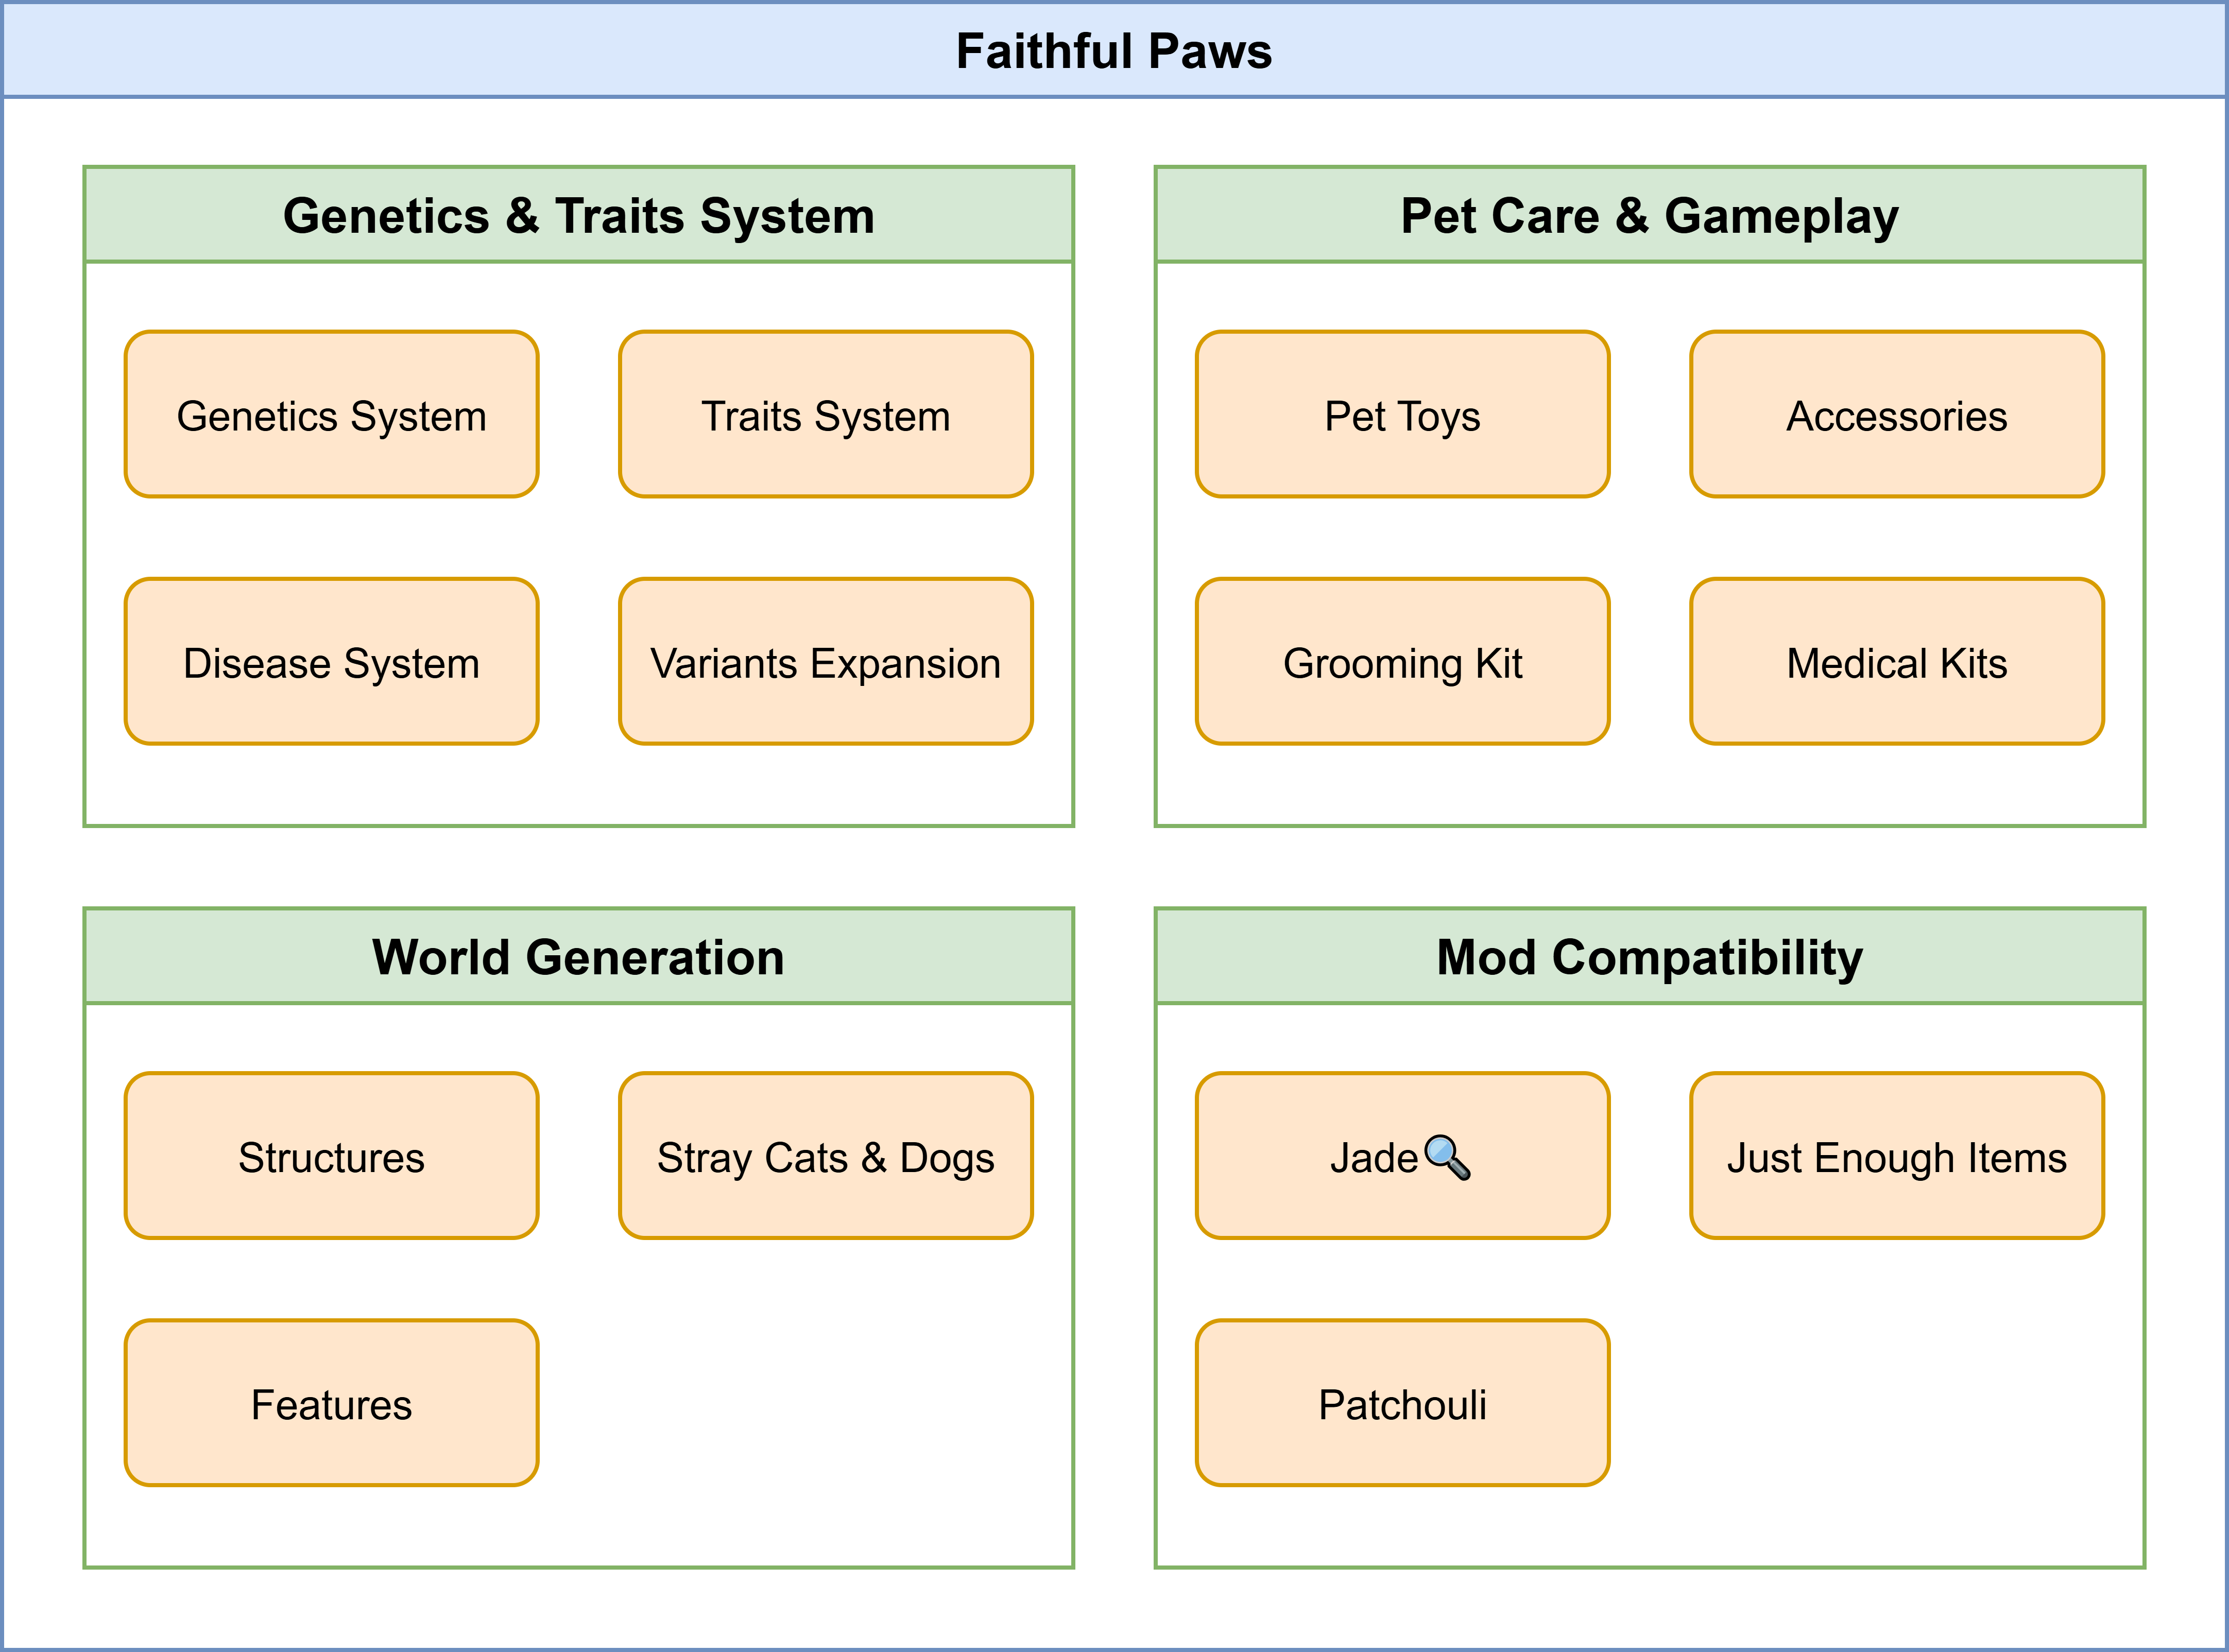 Faithful Paws
Genetics & Traits System
Genetics System
Traits System
Disease System
Variants Expansion
Pet Care & Gameplay
Pet Toys
Accessories
Grooming Kit
Medical Kits
World Generation
Structures
Stray Cats & Dogs
Features
Mod Compatibility
Jade🔍
Just Enough Items
Patchouli